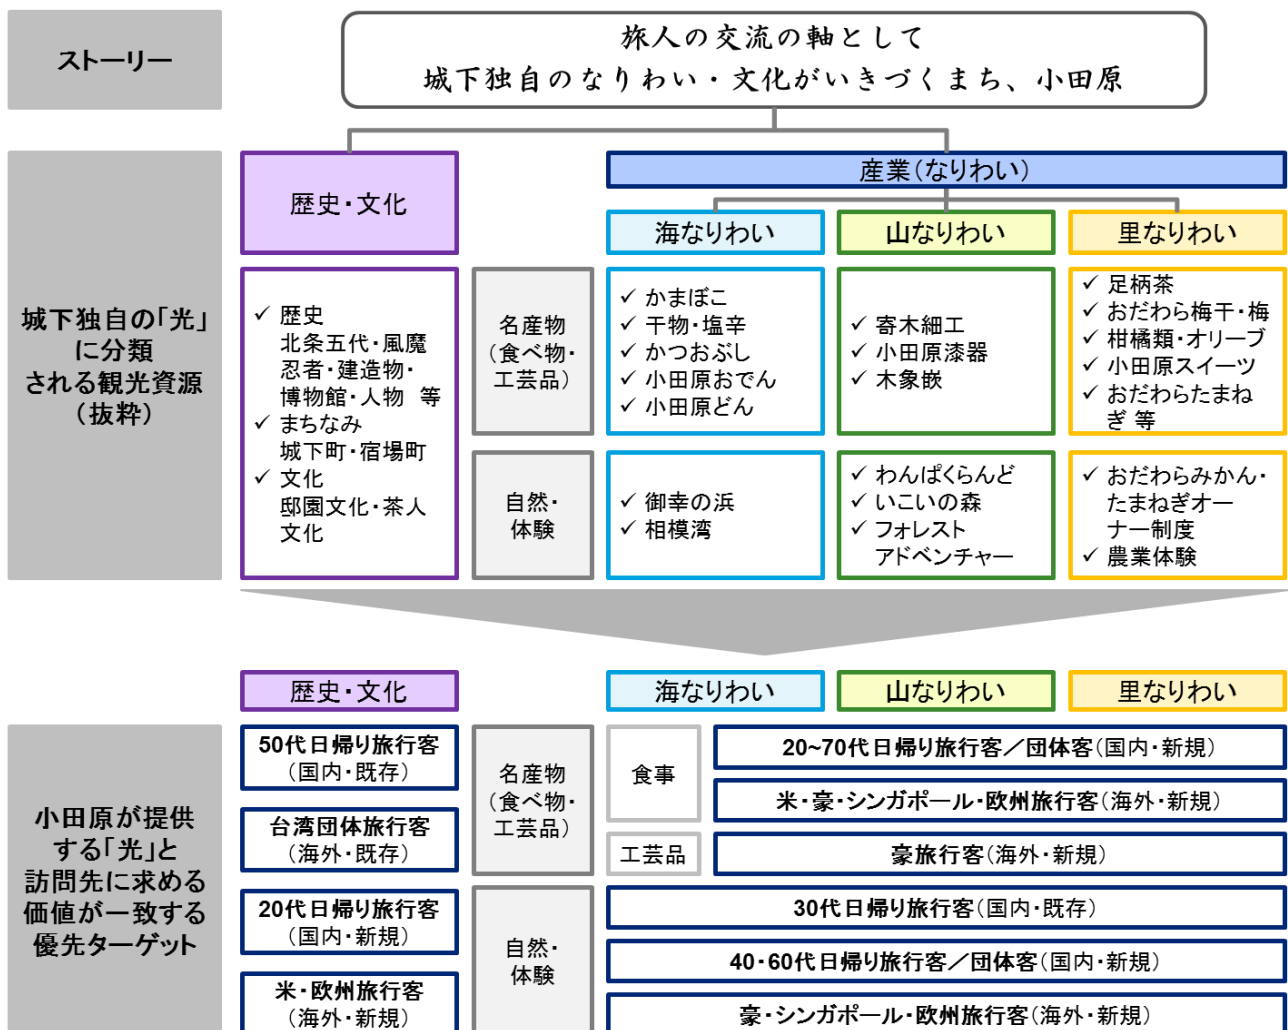 ストーリー
旅人の交流の軸として
城下独自のなりわい・文化がいきづくまち、小田原
城下独自の「光」
に分類
される観光資源
（抜粋）
歴史・文化
産業（なりわい）
海なりわい
山なりわい
里なりわい
✓ 歴史
北条五代・風魔
忍者・建造物・
博物館・人物 等
✓ まちなみ
城下町・宿場町
✓ 文化
邸園文化・茶人
文化
名産物
（食べ物・
工芸品）
✓ かまぼこ
✓ 干物・塩辛
✓ かつおぶし
✓ 小田原おでん
✓ 小田原どん
✓ 寄木細工
✓ 小田原漆器
✓ 木象嵌
✓ 足柄茶
✓ おだわら梅干・梅
✓ 柑橘類・オリーブ
✓ 小田原スイーツ
✓ おだわらたまね
ぎ 等
自然・
体験
✓ 御幸の浜
✓ 相模湾
✓ わんぱくらんど
✓ いこいの森
✓ フォレスト
アドベンチャー
✓ おだわらみかん・
たまねぎオー
ナー制度
✓ 農業体験
歴史・文化
海なりわい
山なりわい
里なりわい
小田原が提供
する「光」と
訪問先に求める
価値が一致する
優先ターゲット
50代日帰り旅行客
（国内・既存）
台湾団体旅行客
（海外・既存）
20代日帰り旅行客
（国内・新規）
米・欧州旅行客
（海外・新規）
名産物
（食べ物・
工芸品）
食事
20~70代日帰り旅行客／団体客（国内・新規）
米・豪・シンガポール・欧州旅行客（海外・新規）
工芸品
豪旅行客（海外・新規）
自然・
体験
30代日帰り旅行客（国内・既存）
40・60代日帰り旅行客／団体客（国内・新規）
豪・シンガポール・欧州旅行客（海外・新規）